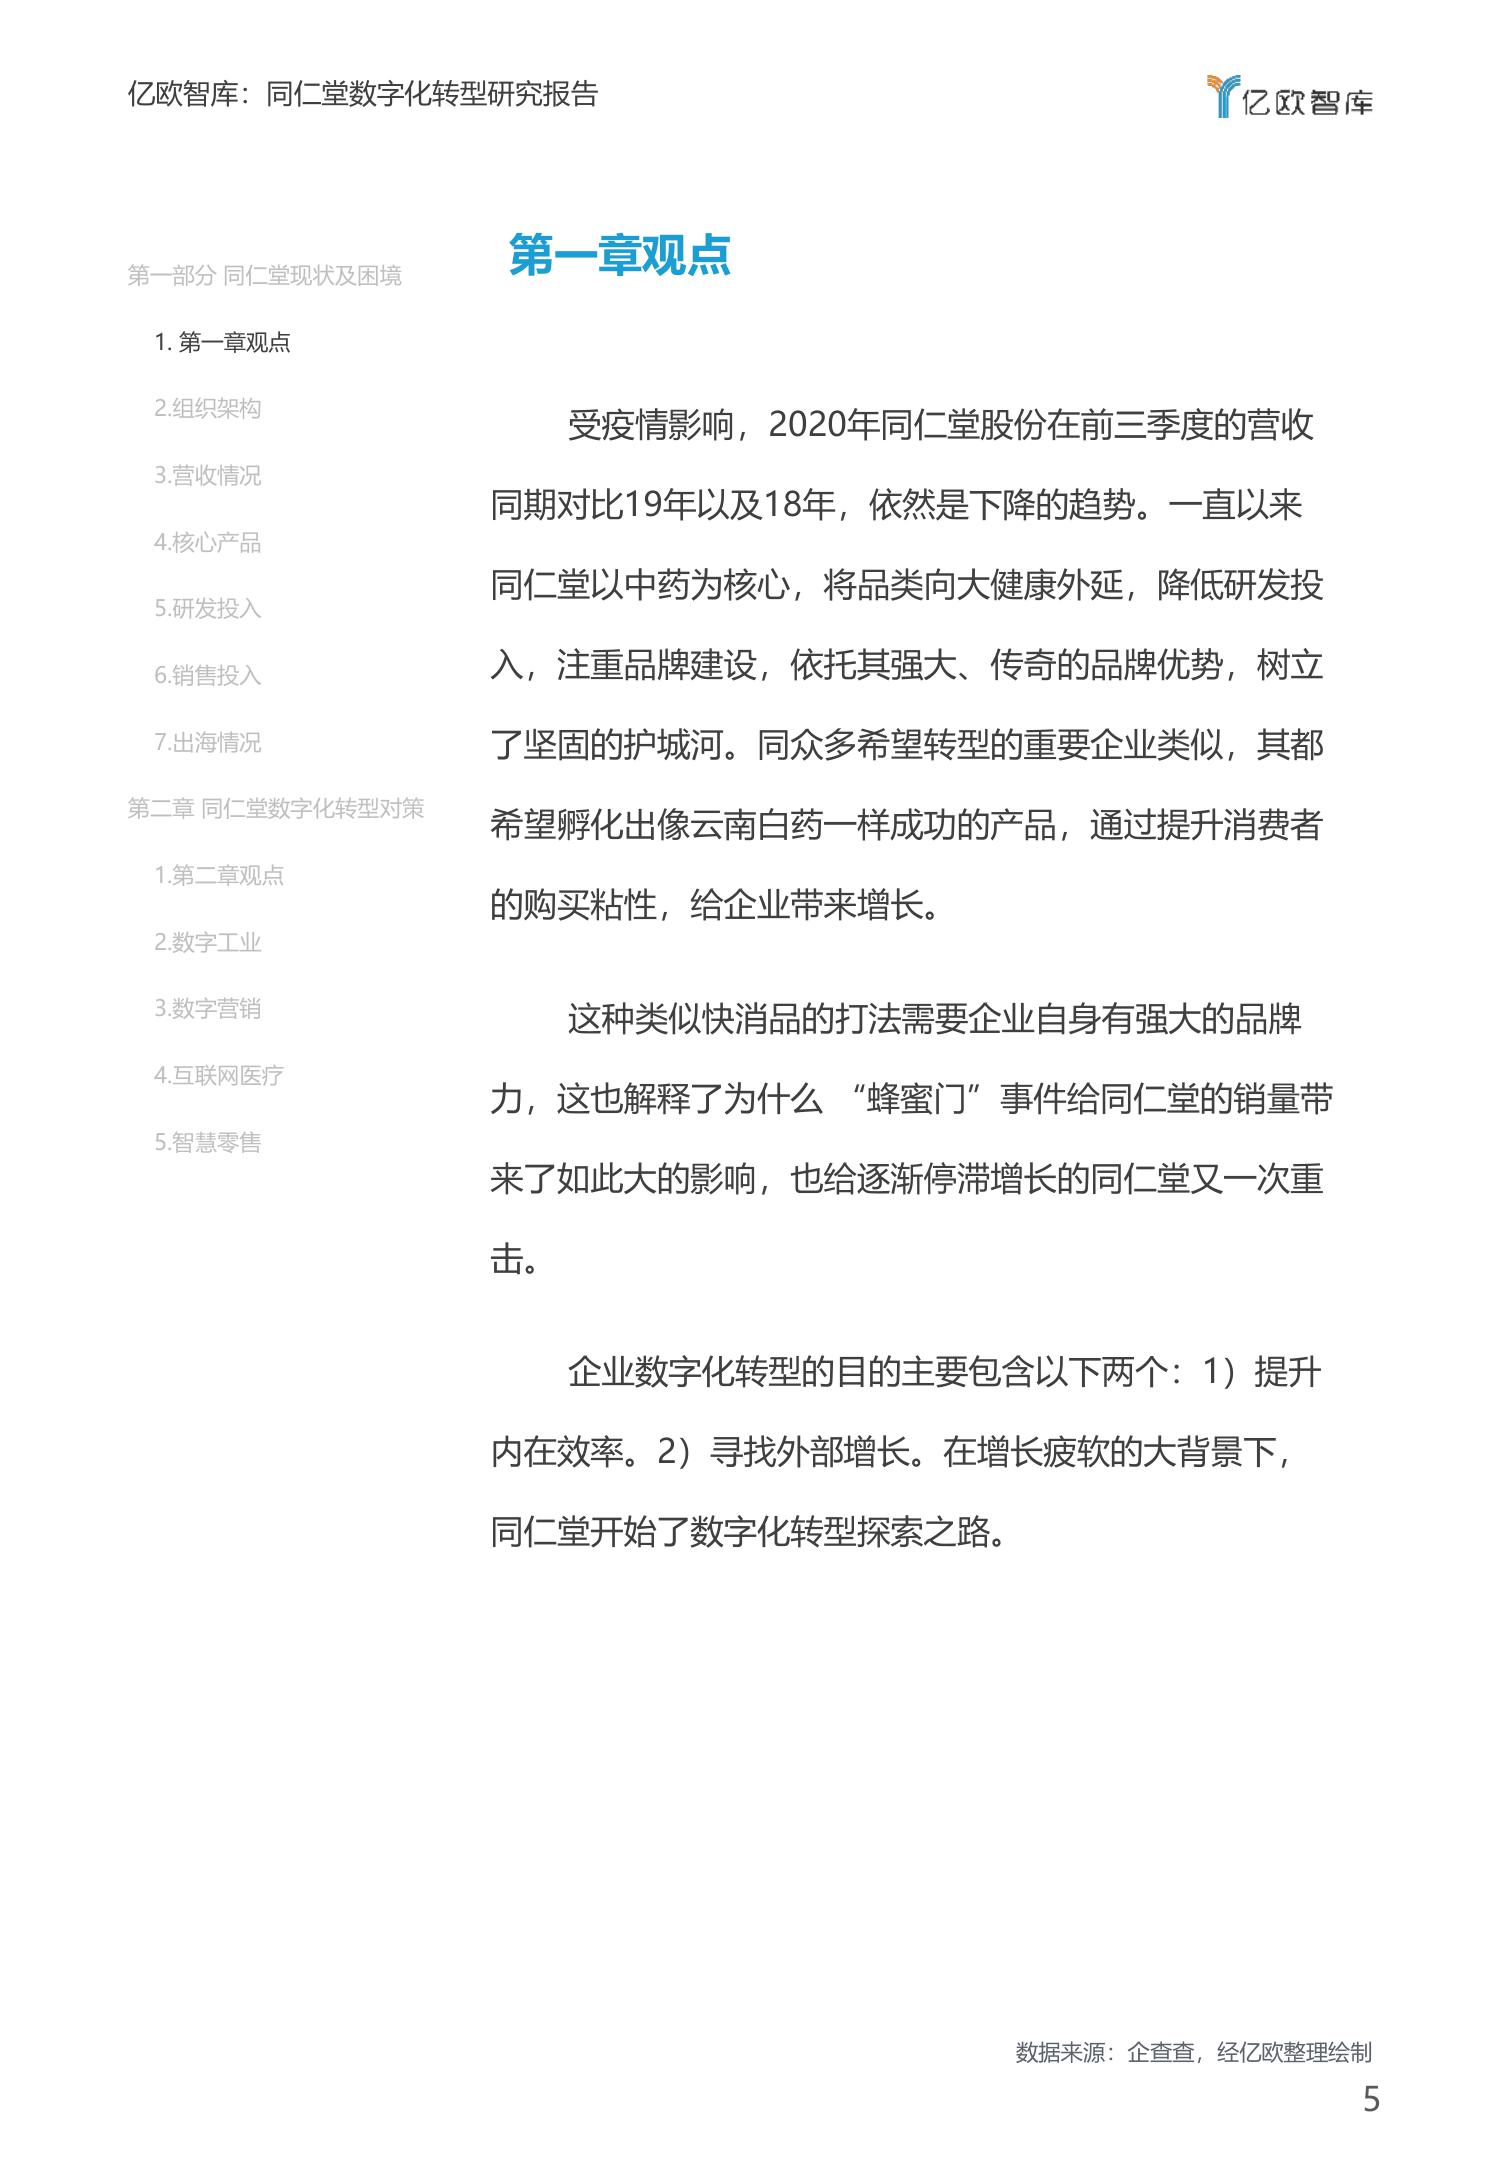 亿欧智库：同仁堂数字化转型研究报告
亿欧智库
第一部分 同仁堂现状及困境
1. 第一章观点
2.组织架构
3.营收情况
4.核心产品
5.研发投入
6.销售投入
7.出海情况
第二章 同仁堂数字化转型对策
1.第二章观点
2.数字工业
3.数字营销
4.互联网医疗
5.智慧零售
第一章观点
受疫情影响，2020年同仁堂股份在前三季度的营收
同期对比19年以及18年，依然是下降的趋势。一直以来
同仁堂以中药为核心，将品类向大健康外延，降低研发投
入，注重品牌建设，依托其强大、传奇的品牌优势，树立
了坚固的护城河。同众多希望转型的重要企业类似，其都
希望孵化出像云南白药一样成功的产品，通过提升消费者
的购买粘性，给企业带来增长。
这种类似快消品的打法需要企业自身有强大的品牌
力，这也解释了为什么 “蜂蜜门”事件给同仁堂的销量带
来了如此大的影响，也给逐渐停滞增长的同仁堂又一次重
击。
企业数字化转型的目的主要包含以下两个：1）提升
内在效率。2）寻找外部增长。在增长疲软的大背景下，
同仁堂开始了数字化转型探索之路。
数据来源：企查查，经亿欧整理绘制
5